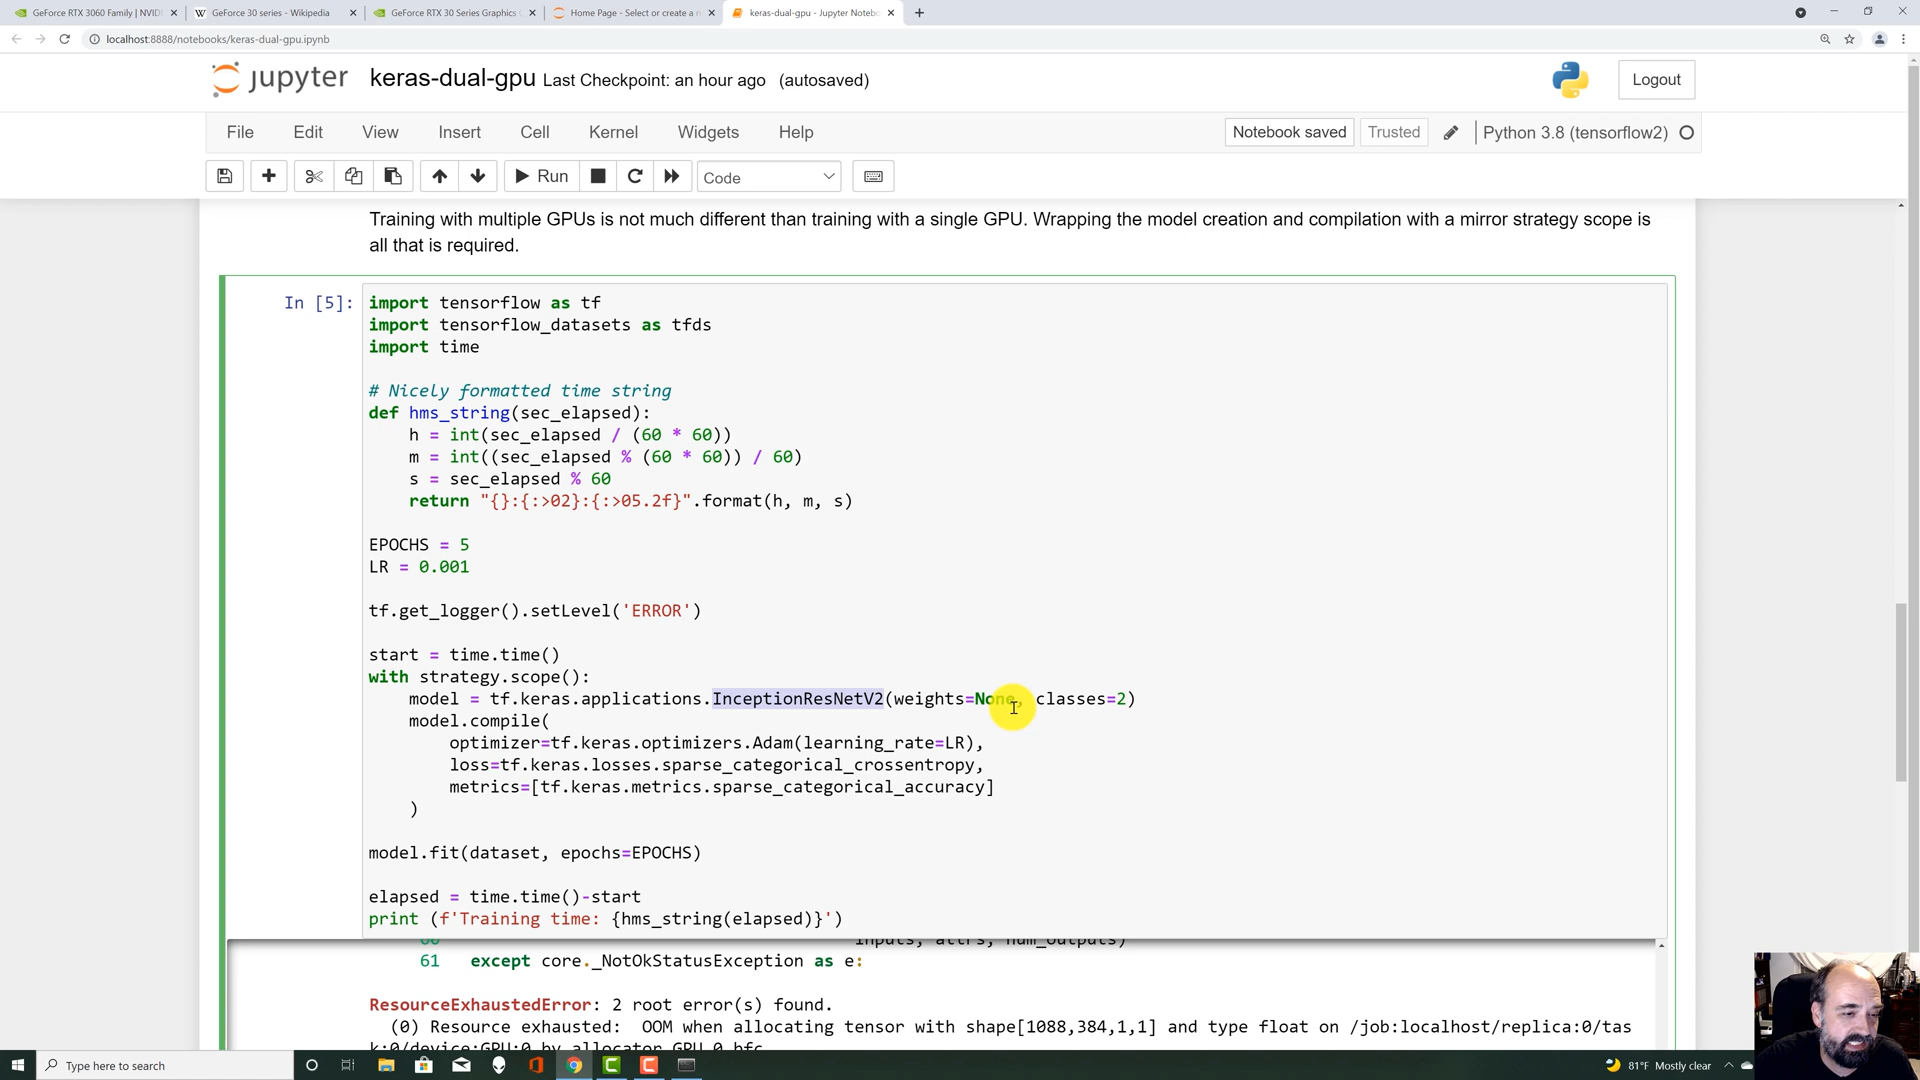 GeForce RTX 3060 Family | NVIDI
GeForce 30 series - Wikipedia
GeForce RTX 30 Series Graphics
Home Page - Select or create a n
keras-dual-gpu - Jupyter Notebo
localhost:8888/notebooks/keras-dual-gpu.ipynb
jupyter keras-dual-gpu Last Checkpoint: an hour ago (autosaved)
Logout
File Edit View Insert Cell Kernel Widgets Help
Notebook saved Trusted Python 3.8 (tensorflow2)
Run Code
Training with multiple GPUs is not much different than training with a single GPU. Wrapping the model creation and compilation with a mirror strategy scope is
all that is required.
In [5]:
import tensorflow as tf
import tensorflow_datasets as tfds
import time
# Nicely formatted time string
def hms_string(sec_elapsed):
    h = int(sec_elapsed / (60 * 60))
    m = int((sec_elapsed % (60 * 60)) / 60)
    s = sec_elapsed % 60
    return "{}:{:>02}:{:>05.2f}".format(h, m, s)
EPOCHS = 5
LR = 0.001
tf.get_logger().setLevel('ERROR')
start = time.time()
with strategy.scope():
    model = tf.keras.applications.InceptionResNetV2(weights=None, classes=2)
    model.compile(
        optimizer=tf.keras.optimizers.Adam(learning_rate=LR),
        loss=tf.keras.losses.sparse_categorical_crossentropy,
        metrics=[tf.keras.metrics.sparse_categorical_accuracy]
    )
model.fit(dataset, epochs=EPOCHS)
elapsed = time.time()-start
print (f'Training time: {hms_string(elapsed)}')
60 inputs, attrs, num_outputs)
61 except core._NotOkStatusException as e:
ResourceExhaustedError: 2 root error(s) found.
(0) Resource exhausted: OOM when allocating tensor with shape[1088,384,1,1] and type float on /job:localhost/replica:0/tas
k:0/device:GPU:0 by allocator GPU_0_bfc
Type here to search
81°F Mostly clear